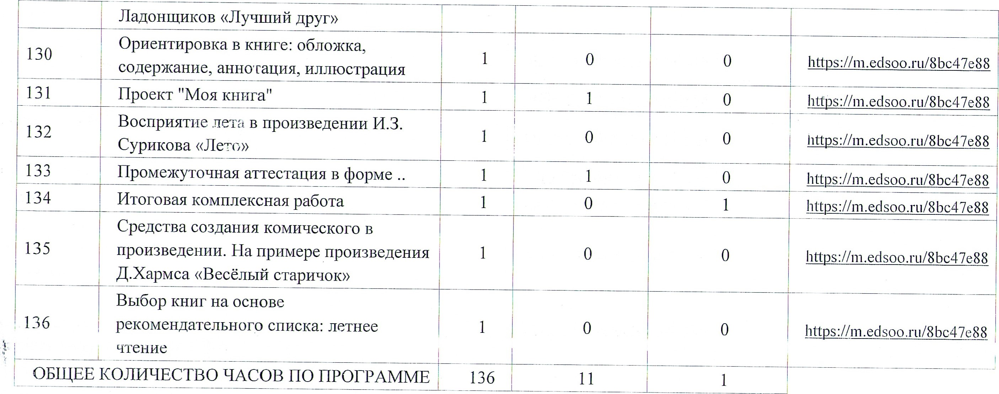 Ладонщиков «Лучший друг»
130 Ориентировка в книге: обложка, 1 0 0 https://m.edsoo.ru/8bc47e88
содержание, аннотация, иллюстрация
131 Проект "Моя книга" 1 1 0 https://m.edsoo.ru/8bc47e88
132 Восприятие лета в произведении И.З. 1 0 0 https://m.edsoo.ru/8bc47e88
Сурикова «Лето»
133 Промежуточная аттестация в форме .. 1 1 0 https://m.edsoo.ru/8bc47e88
134 Итоговая комплексная работа 1 0 1 https://m.edsoo.ru/8bc47e88
Средства создания комического в
135 произведении. На примере произведения 1 0 0 https://m.edsoo.ru/8bc47e88
Д.Хармса «Весёлый старичок»
Выбор книг на основе
136 рекомендательного списка: летнее 1 0 0 https://m.edsoo.ru/8bc47e88
чтение
ОБЩЕЕ КОЛИЧЕСТВО ЧАСОВ ПО ПРОГРАММЕ 136 11 1